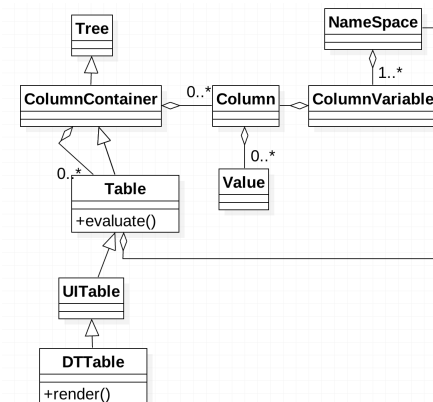 NameSpace
Tree
1..*
ColumnContainer
0..*
Column
ColumnVariable
0..*
0..*
Table
Value
+evaluate()
UITable
DTTable
+render()